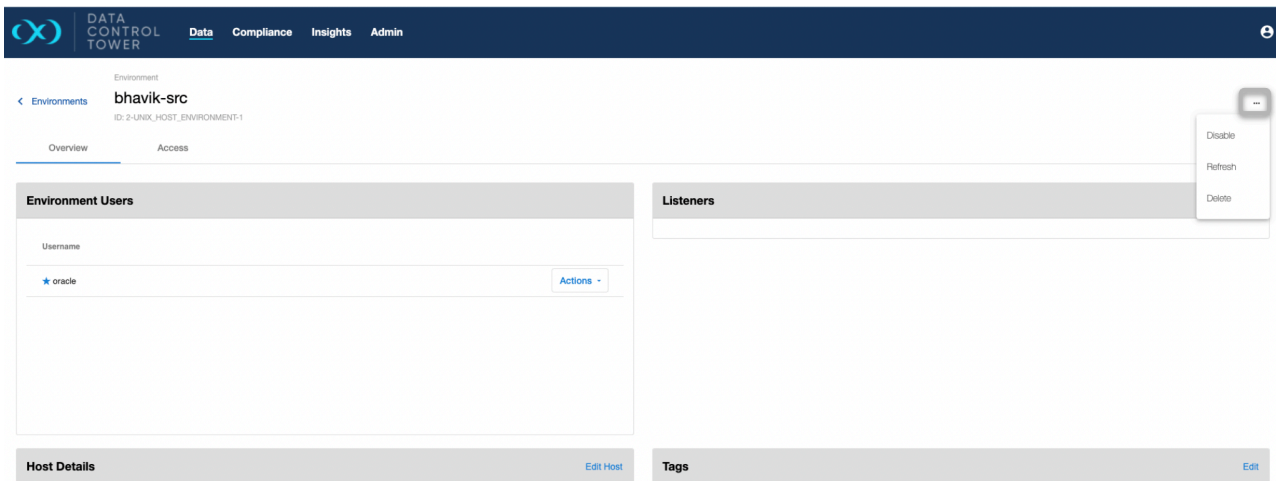 DATA
CONTROL
TOWER
Data Compliance Insights Admin
Environment
Environments
bhavik-src
ID: 2-UNIX_HOST_ENVIRONMENT-1
...
Disable
Refresh
Delete
Overview Access
Environment Users
Username
oracle
Actions
Listeners
Host Details
Edit Host
Tags
Edit